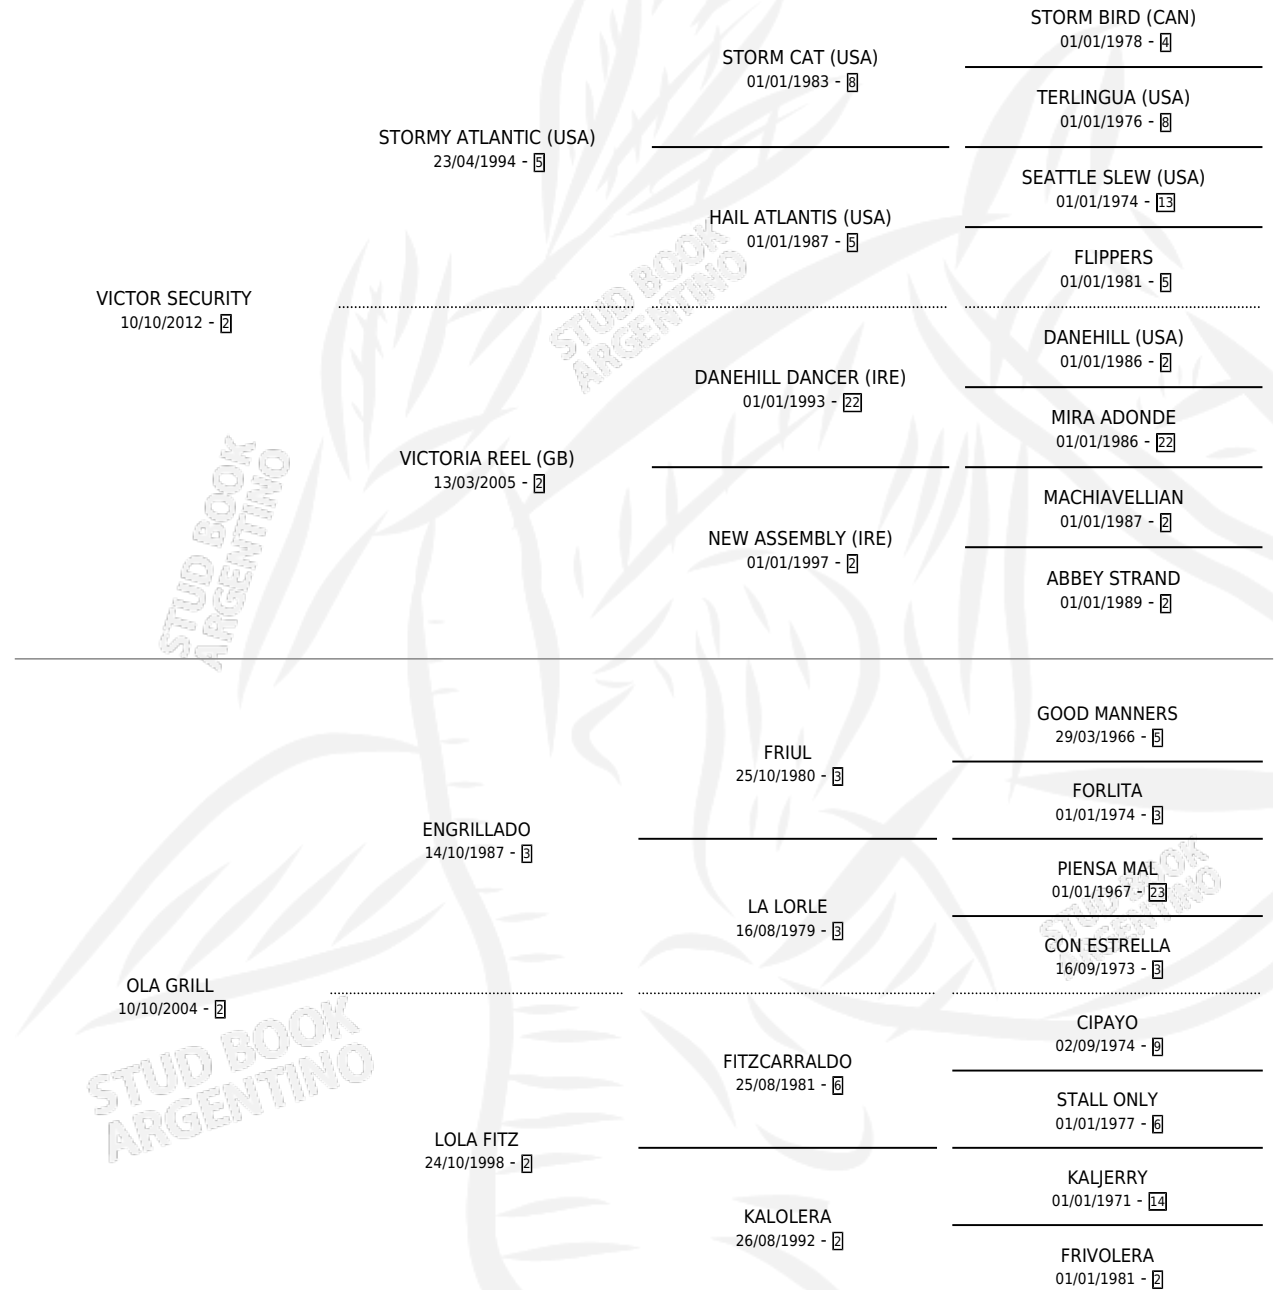 STORM BIRD (CAN)
01/01/1978 - 4
STORM CAT (USA)
01/01/1983 - 8
TERLINGUA (USA)
01/01/1976 - 8
STORMY ATLANTIC (USA)
23/04/1994 - 5
SEATTLE SLEW (USA)
01/01/1974 - 13
HAIL ATLANTIS (USA)
01/01/1987 - 5
FLIPPERS
01/01/1981 - 5
VICTOR SECURITY
10/10/2012 - 2
DANEHILL (USA)
01/01/1986 - 2
DANEHILL DANCER (IRE)
01/01/1993 - 22
MIRA ADONDE
01/01/1986 - 22
VICTORIA REEL (GB)
13/03/2005 - 2
MACHIAVELLIAN
01/01/1987 - 2
NEW ASSEMBLY (IRE)
01/01/1997 - 2
ABBEY STRAND
01/01/1989 - 2
GOOD MANNERS
29/03/1966 - 5
FRIUL
25/10/1980 - 3
FORLITA
01/01/1974 - 3
ENGRILLADO
14/10/1987 - 3
PIENSA MAL
01/01/1967 - 23
LA LORLE
16/08/1979 - 3
CON ESTRELLA
16/09/1973 - 3
OLA GRILL
10/10/2004 - 2
CIPAYO
02/09/1974 - 9
FITZCARRALDO
25/08/1981 - 6
STALL ONLY
01/01/1977 - 6
LOLA FITZ
24/10/1998 - 2
KALJERRY
01/01/1971 - 14
KALOLERA
26/08/1992 - 2
FRIVOLERA
01/01/1981 - 2
STUD BOOK
ARGENTINO
STUD BOOK
ARGENTINO
STUD BOOK
ARGENTINO
STUD BOOK
ARGENTINO